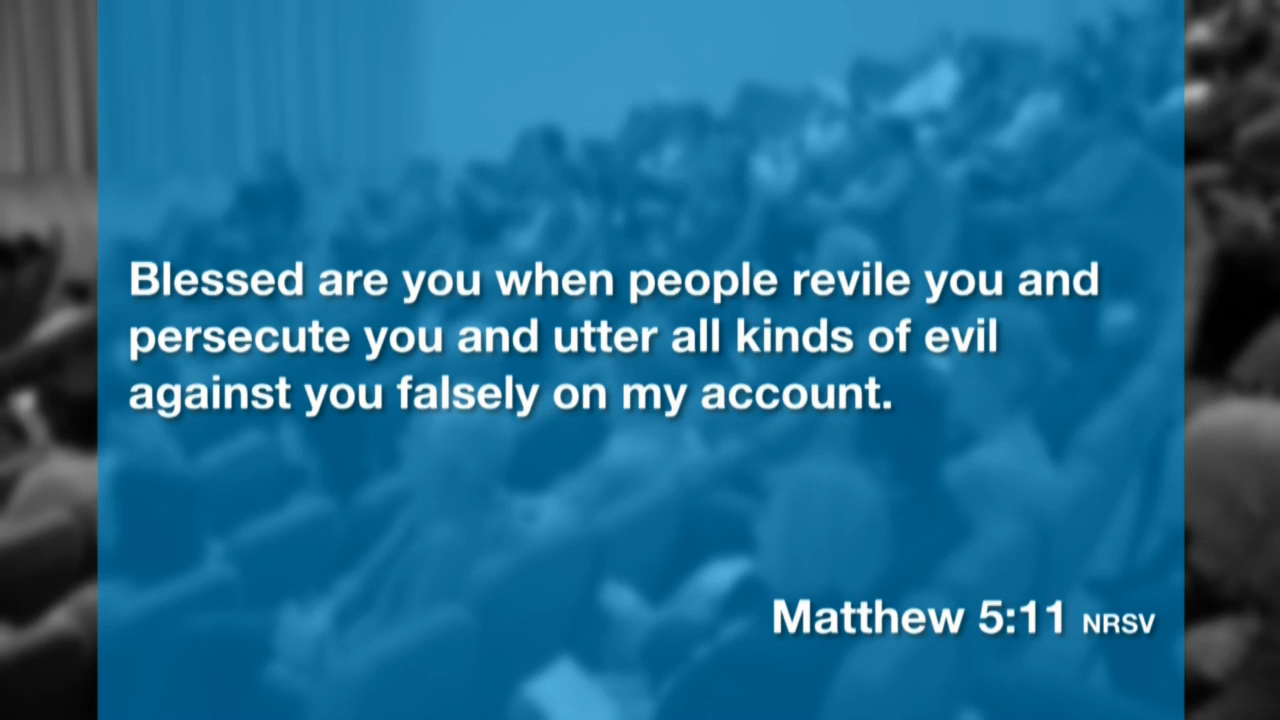 Blessed are you when people revile you and
persecute you and utter all kinds of evil
against you falsely on my account.
Matthew 5:11 NRSV